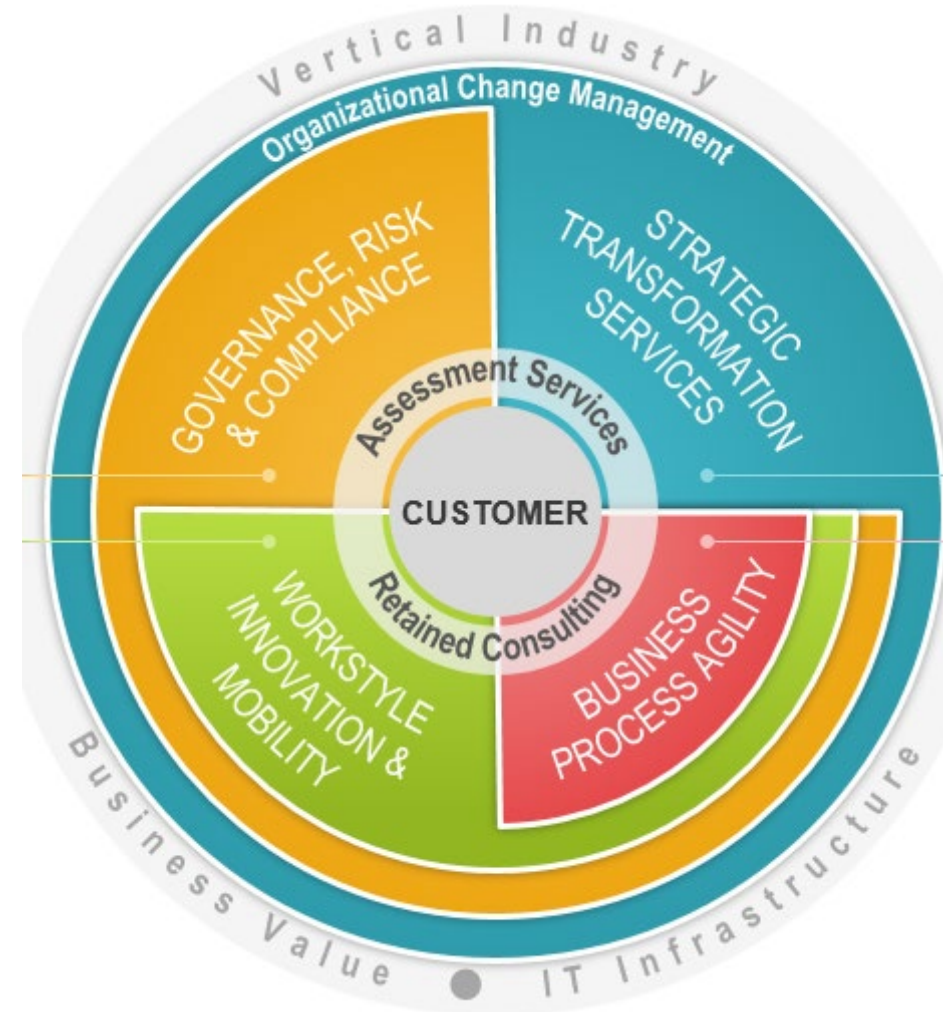 Vertical Industry
Organizational Change Management
GOVERNANCE, RISK
& COMPLIANCE
STRATEGIC
TRANSFORMATION
SERVICES
Assessment Services
CUSTOMER
Retained Consulting
WORKSTYLE
INNOVATION &
MOBILITY
BUSINESS
PROCESS AGILITY
Business Value
IT Infrastructure